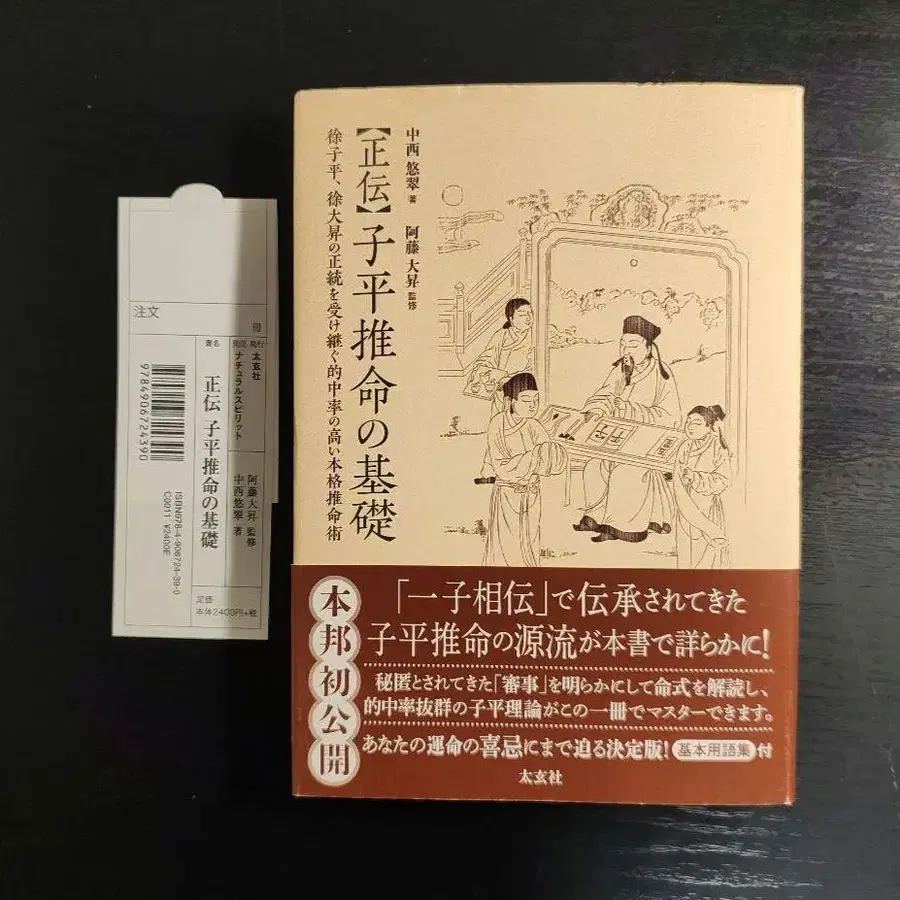 中西悠翠 著
阿藤大昇 監修
【正伝】子平推命の基礎
徐子平、徐大昇の正統を受け継ぐ的中率の高い本格推命術
本邦初公開
「一子相伝」で伝承されてきた
子平推命の源流が本書で詳らかに!
秘匿とされてきた「審事」を明らかにして命式を解読し、
的中率抜群の子平理論がこの一冊でマスターできます。
あなたの運命の喜忌にまで迫る決定版! 基本用語集 付
太玄社
注文
冊
書名
発売 発行
太玄社
ナチュラルスピリット
正伝 子平推命の基礎
阿藤大昇 監修
中西悠翠 著
9784906724390
ISBN978-4-906724-39-0
C0011 ¥2400E
定価
本体2400円+税